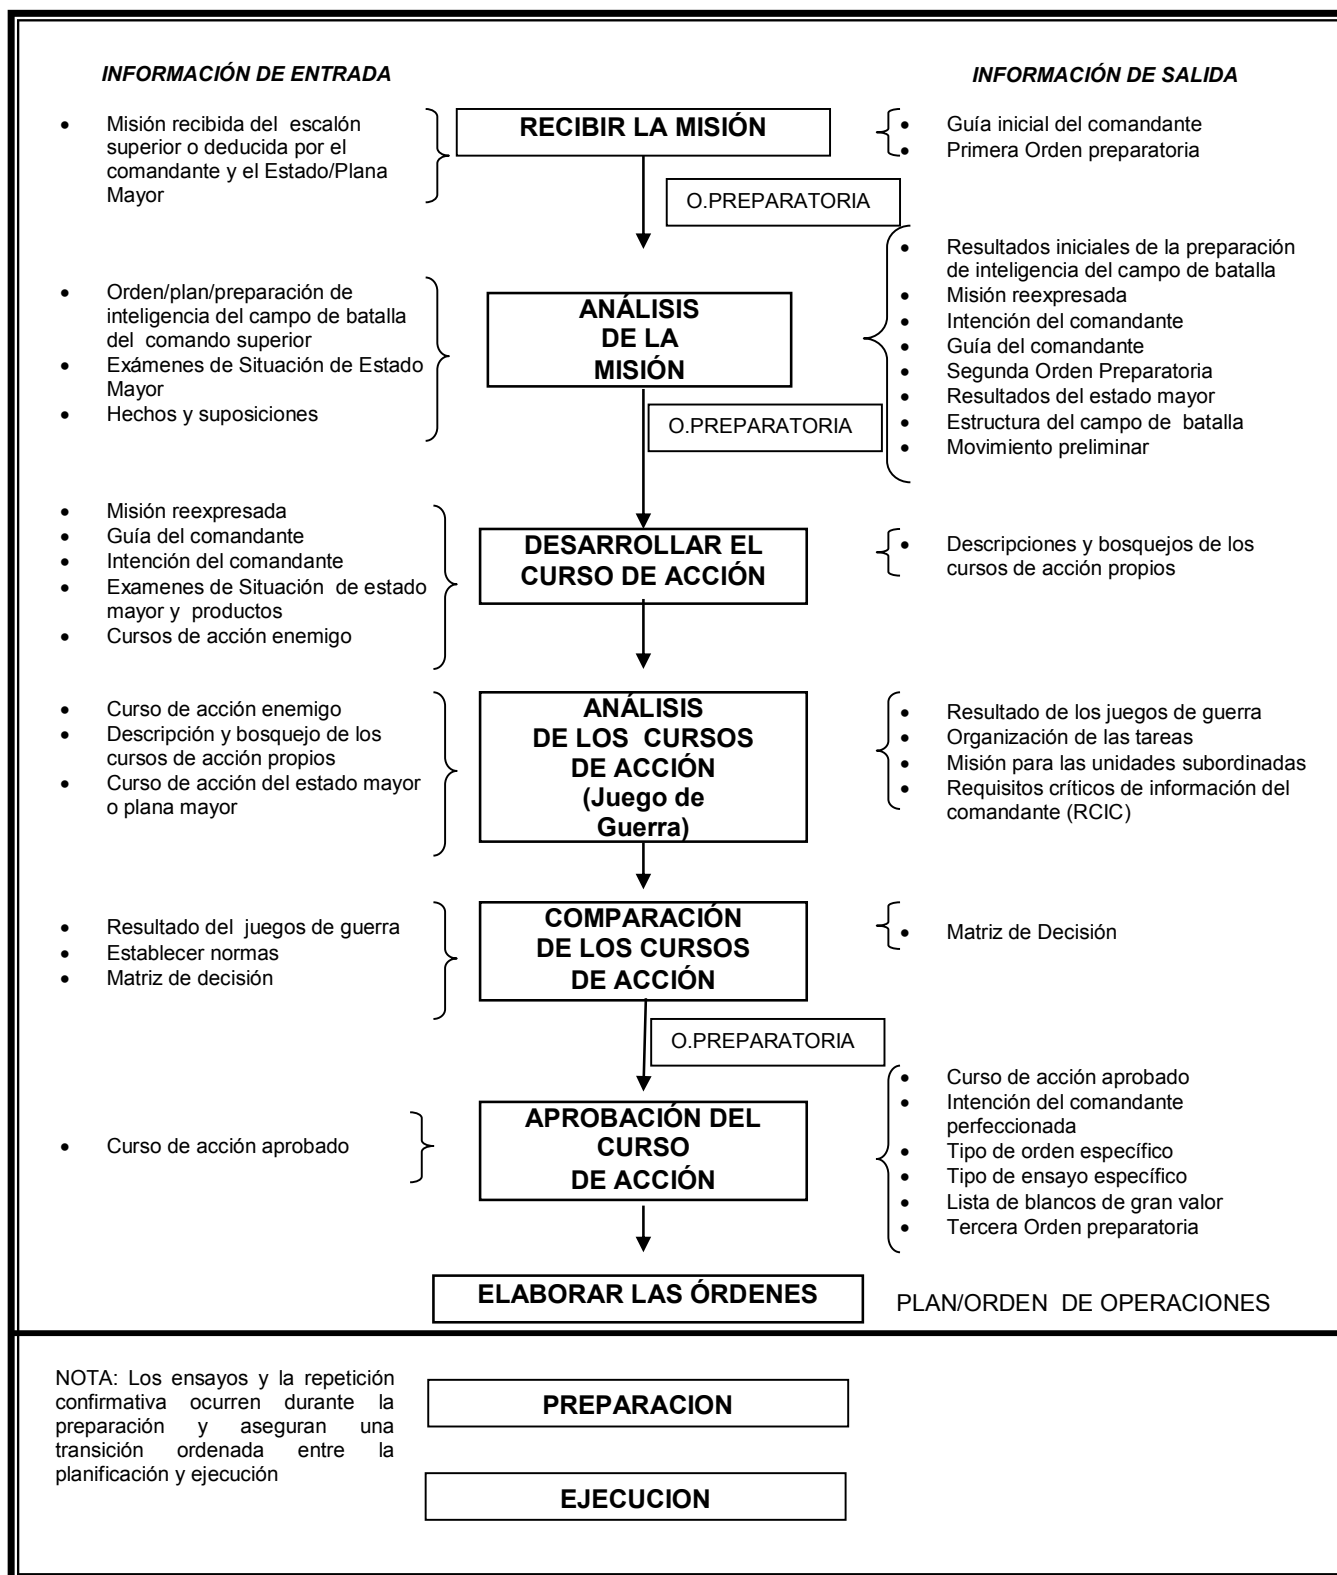 INFORMACIÓN DE ENTRADA
INFORMACIÓN DE SALIDA
• Misión recibida del escalón
superior o deducida por el
comandante y el Estado/Plana
Mayor
RECIBIR LA MISIÓN
• Guía inicial del comandante
• Primera Orden preparatoria
O.PREPARATORIA
• Orden/plan/preparación de
inteligencia del campo de batalla
del comando superior
• Exámenes de Situación de Estado
Mayor
• Hechos y suposiciones
ANÁLISIS
DE LA
MISIÓN
• Resultados iniciales de la preparación
de inteligencia del campo de batalla
• Misión reexpresada
• Intención del comandante
• Guía del comandante
• Segunda Orden Preparatoria
• Resultados del estado mayor
• Estructura del campo de batalla
• Movimiento preliminar
O.PREPARATORIA
• Misión reexpresada
• Guía del comandante
• Intención del comandante
• Examenes de Situación de estado
mayor y productos
• Cursos de acción enemigo
DESARROLLAR EL
CURSO DE ACCIÓN
• Descripciones y bosquejos de los
cursos de acción propios
• Curso de acción enemigo
• Descripción y bosquejo de los
cursos de acción propios
• Curso de acción del estado mayor
o plana mayor
ANÁLISIS
DE LOS CURSOS
DE ACCIÓN
(Juego de
Guerra)
• Resultado de los juegos de guerra
• Organización de las tareas
• Misión para las unidades subordinadas
• Requisitos críticos de información del
comandante (RCIC)
• Resultado del juegos de guerra
• Establecer normas
• Matriz de decisión
COMPARACIÓN
DE LOS CURSOS
DE ACCIÓN
• Matriz de Decisión
O.PREPARATORIA
• Curso de acción aprobado
APROBACIÓN DEL
CURSO
DE ACCIÓN
• Curso de acción aprobado
• Intención del comandante
perfeccionada
• Tipo de orden específico
• Tipo de ensayo específico
• Lista de blancos de gran valor
• Tercera Orden preparatoria
ELABORAR LAS ÓRDENES
PLAN/ORDEN DE OPERACIONES
NOTA: Los ensayos y la repetición
confirmativa ocurren durante la
preparación y aseguran una
transición ordenada entre la
planificación y ejecución
PREPARACION
EJECUCION